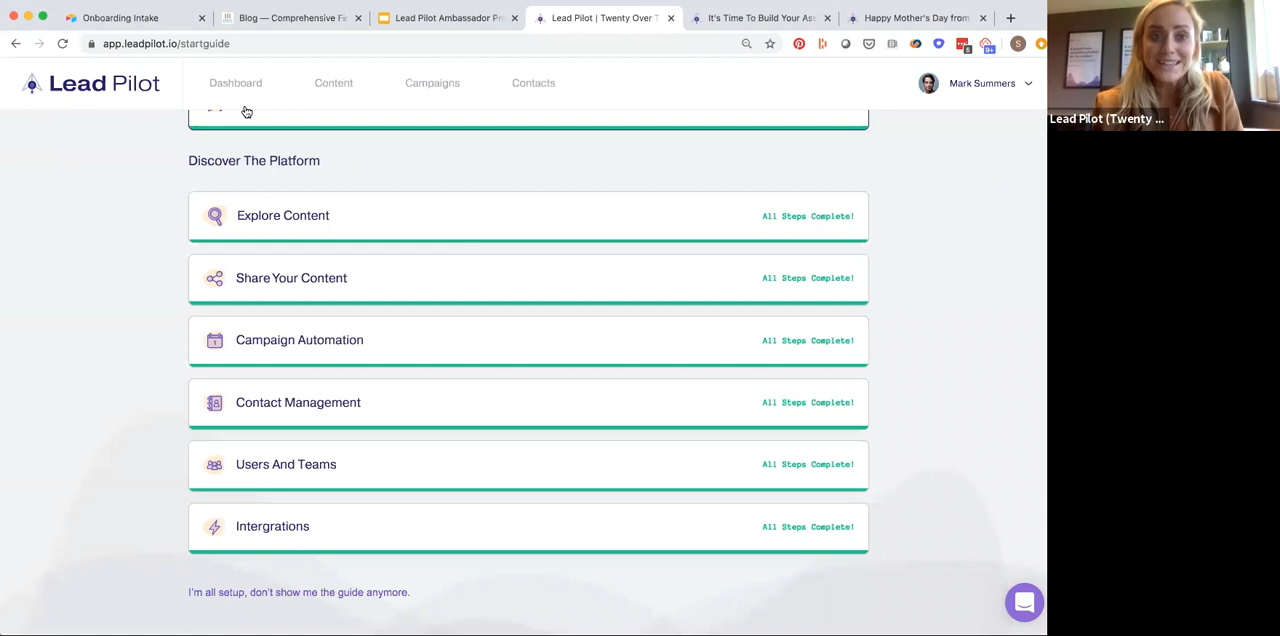 Onboarding Intake
Blog — Comprehensive Fi
Lead Pilot Ambassador Pr
Lead Pilot | Twenty Over T
It's Time To Build Your As
Happy Mother's Day from
app.leadpilot.io/startguide
5
9+
S
Lead Pilot
Dashboard
Content
Campaigns
Contacts
Mark Summers
Lead Pilot (Twenty ...
Discover The Platform
Explore Content
All Steps Complete!
Share Your Content
All Steps Complete!
Campaign Automation
All Steps Complete!
Contact Management
All Steps Complete!
Users And Teams
All Steps Complete!
Intergrations
All Steps Complete!
I'm all setup, don't show me the guide anymore.